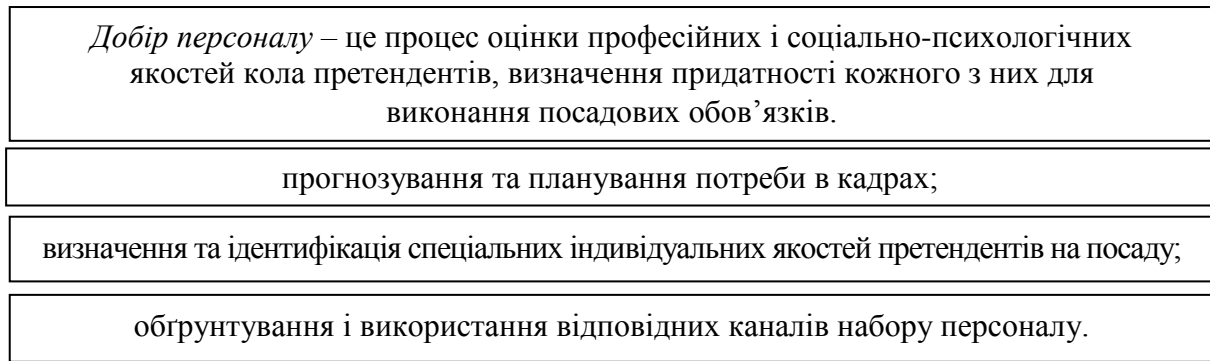 Добір персоналу – це процес оцінки професійних і соціально-психологічних
якостей кола претендентів, визначення придатності кожного з них для
виконання посадових обов’язків.
прогнозування та планування потреби в кадрах;
визначення та ідентифікація спеціальних індивідуальних якостей претендентів на посаду;
обґрунтування і використання відповідних каналів набору персоналу.